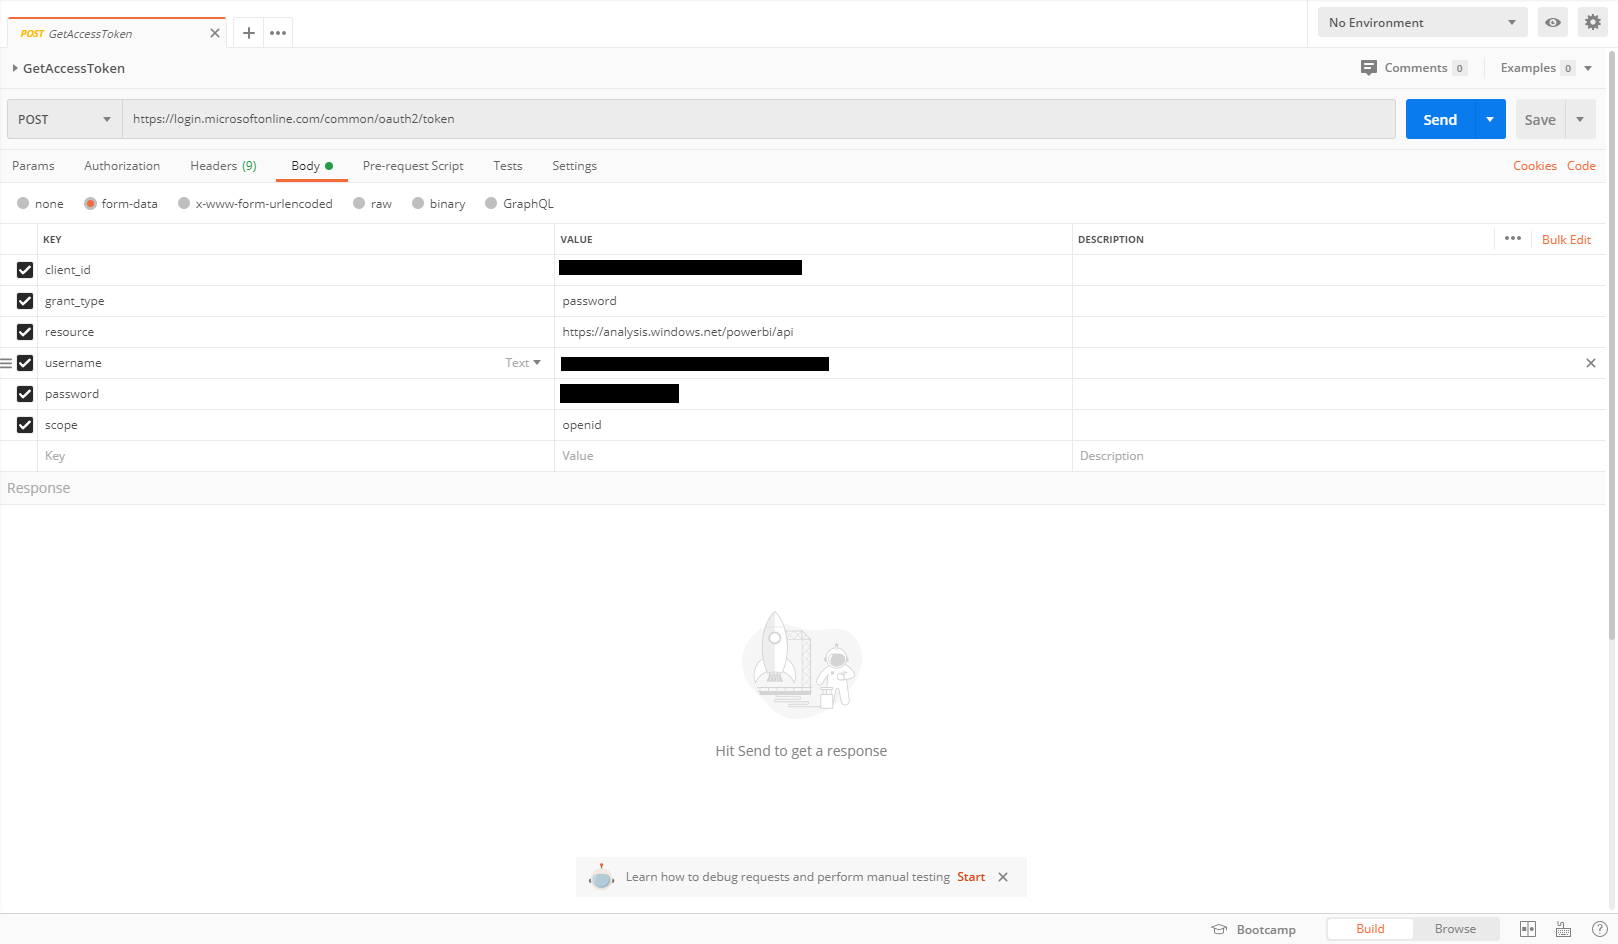 POST GetAccessToken
No Environment
GetAccessToken
Comments 0
Examples 0
POST
https://login.microsoftonline.com/common/oauth2/token
Send
Save
Params Authorization Headers (9) Body Pre-request Script Tests Settings
Cookies Code
none form-data x-www-form-urlencoded raw binary GraphQL
KEY VALUE DESCRIPTION
Bulk Edit
client_id
grant_type password
resource https://analysis.windows.net/powerbi/api
username Text
password
scope openid
Key Value Description
Response
Hit Send to get a response
Learn how to debug requests and perform manual testing Start
Bootcamp Build Browse